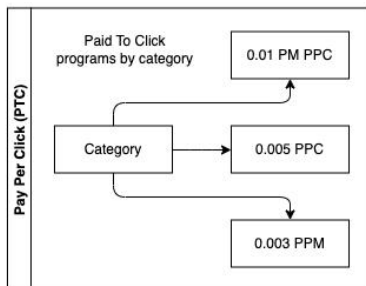 Pay Per Click (PTC)
Paid To Click
programs by category
0.01 PM PPC
Category
0.005 PPC
0.003 PPM